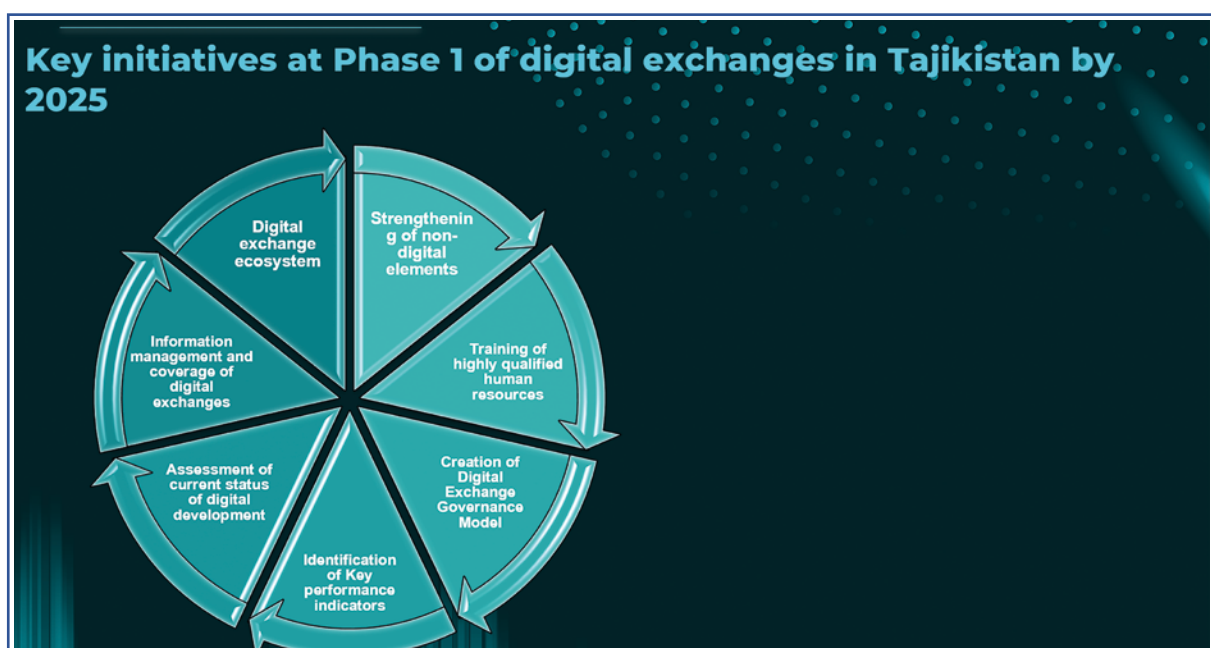 Key initiatives at Phase 1 of digital exchanges in Tajikistan by
2025
Strengthenin
g of non-
digital
elements
Training of
highly qualified
human
resources
Creation of
Digital
Exchange
Governance
Model
Identification
of Key
performance
indicators
Assessment of
current status
of digital
development
Information
management and
coverage of
digital
exchanges
Digital
exchange
ecosystem